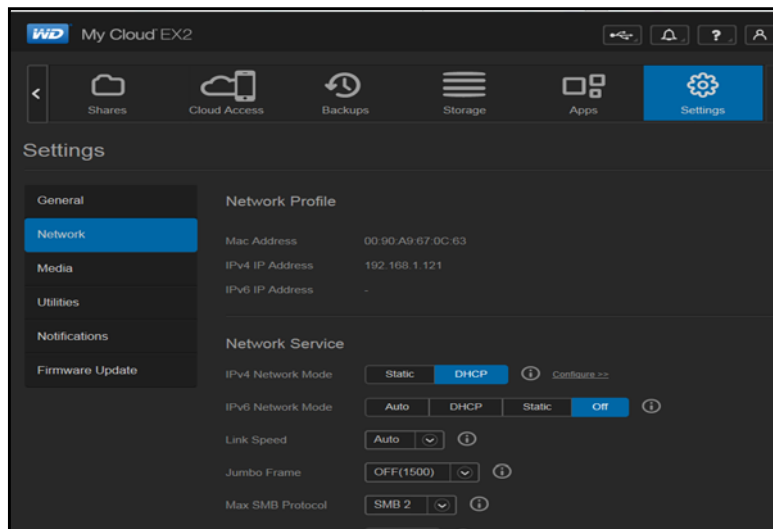 WD My Cloud EX2
?
Shares Cloud Access Backups Storage Apps Settings
Settings
General
Network
Media
Utilities
Notifications
Firmware Update
Network Profile
Mac Address 00:90:A9:67:0C:63
IPv4 IP Address 192.168.1.121
IPv6 IP Address -
Network Service
IPv4 Network Mode Static DHCP Configure >>
IPv6 Network Mode Auto DHCP Static Off
Link Speed Auto
Jumbo Frame OFF(1500)
Max SMB Protocol SMB 2